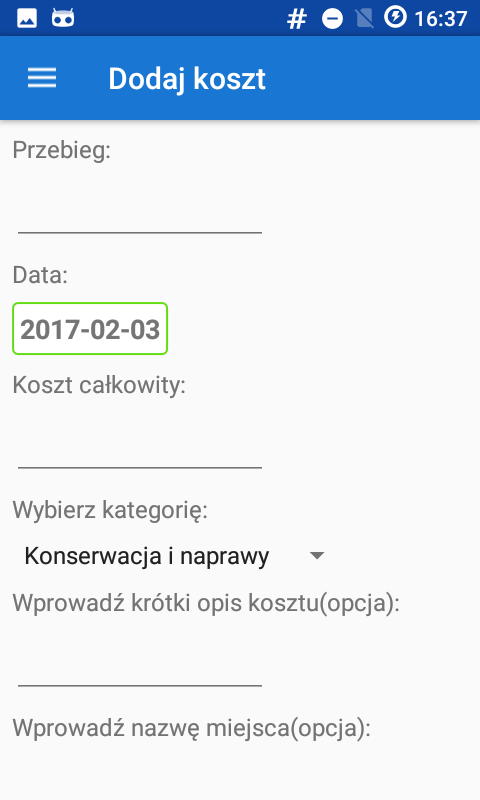 # 16:37
Dodaj koszt
Przebieg:
Data:
2017-02-03
Koszt całkowity:
Wybierz kategorię:
Konserwacja i naprawy
Wprowadź krótki opis kosztu(opcja):
Wprowadź nazwę miejsca(opcja):